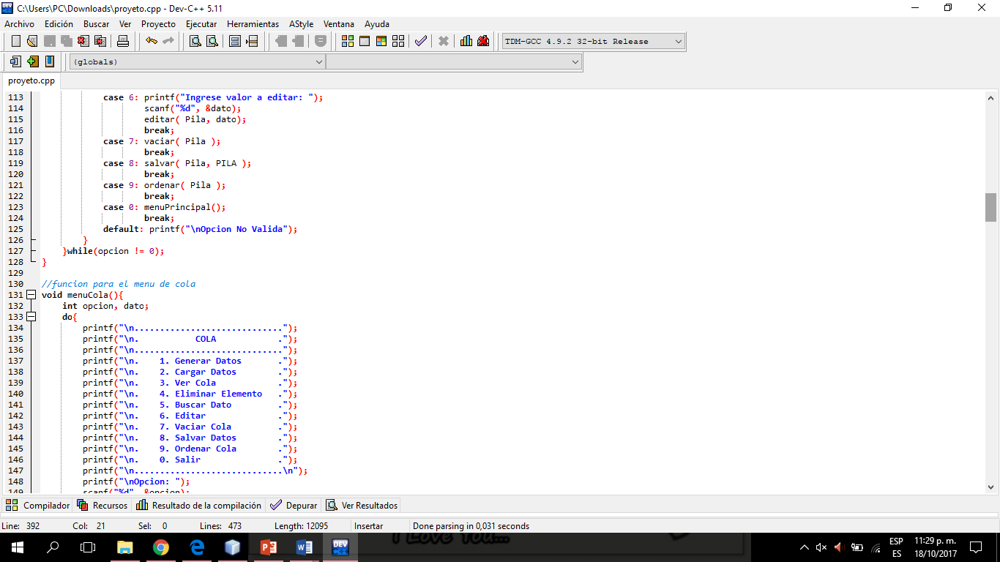 C:\Users\PC\Downloads\proyeto.cpp - Dev-C++ 5.11
Archivo Edición Buscar Ver Proyecto Ejecutar Herramientas AStyle Ventana Ayuda
TDM-GCC 4.9.2 32-bit Release
(globals)
proyeto.cpp
113 case 6: printf("Ingrese valor a editar: ");
114 scanf("%d", &dato);
115 editar( Pila, dato);
116 break;
117 case 7: vaciar( Pila );
118 break;
119 case 8: salvar( Pila, PILA );
120 break;
121 case 9: ordenar( Pila );
122 break;
123 case 0: menuPrincipal();
124 break;
125 default: printf("\nOpcion No Valida");
126 }
127 }while(opcion != 0);
128 }
129
130 //funcion para el menu de cola
131 void menuCola(){
132 int opcion, dato;
133 do{
134 printf("\n.............................");
135 printf("\n.           COLA            .");
136 printf("\n.............................");
137 printf("\n.    1. Generar Datos       .");
138 printf("\n.    2. Cargar Datos        .");
139 printf("\n.    3. Ver Cola            .");
140 printf("\n.    4. Eliminar Elemento   .");
141 printf("\n.    5. Buscar Dato         .");
142 printf("\n.    6. Editar              .");
143 printf("\n.    7. Vaciar Cola         .");
144 printf("\n.    8. Salvar Datos        .");
145 printf("\n.    9. Ordenar Cola        .");
146 printf("\n.    0. Salir               .");
147 printf("\n.............................\n");
148 printf("\nOpcion: ");
149 scanf("%d", &opcion);
Compilador Recursos Resultado de la compilación Depurar Ver Resultados
Line: 392 Col: 21 Sel: 0 Lines: 473 Length: 12095 Insertar Done parsing in 0,031 seconds
I Love You...
ESP 11:29 p. m.
ES 18/10/2017